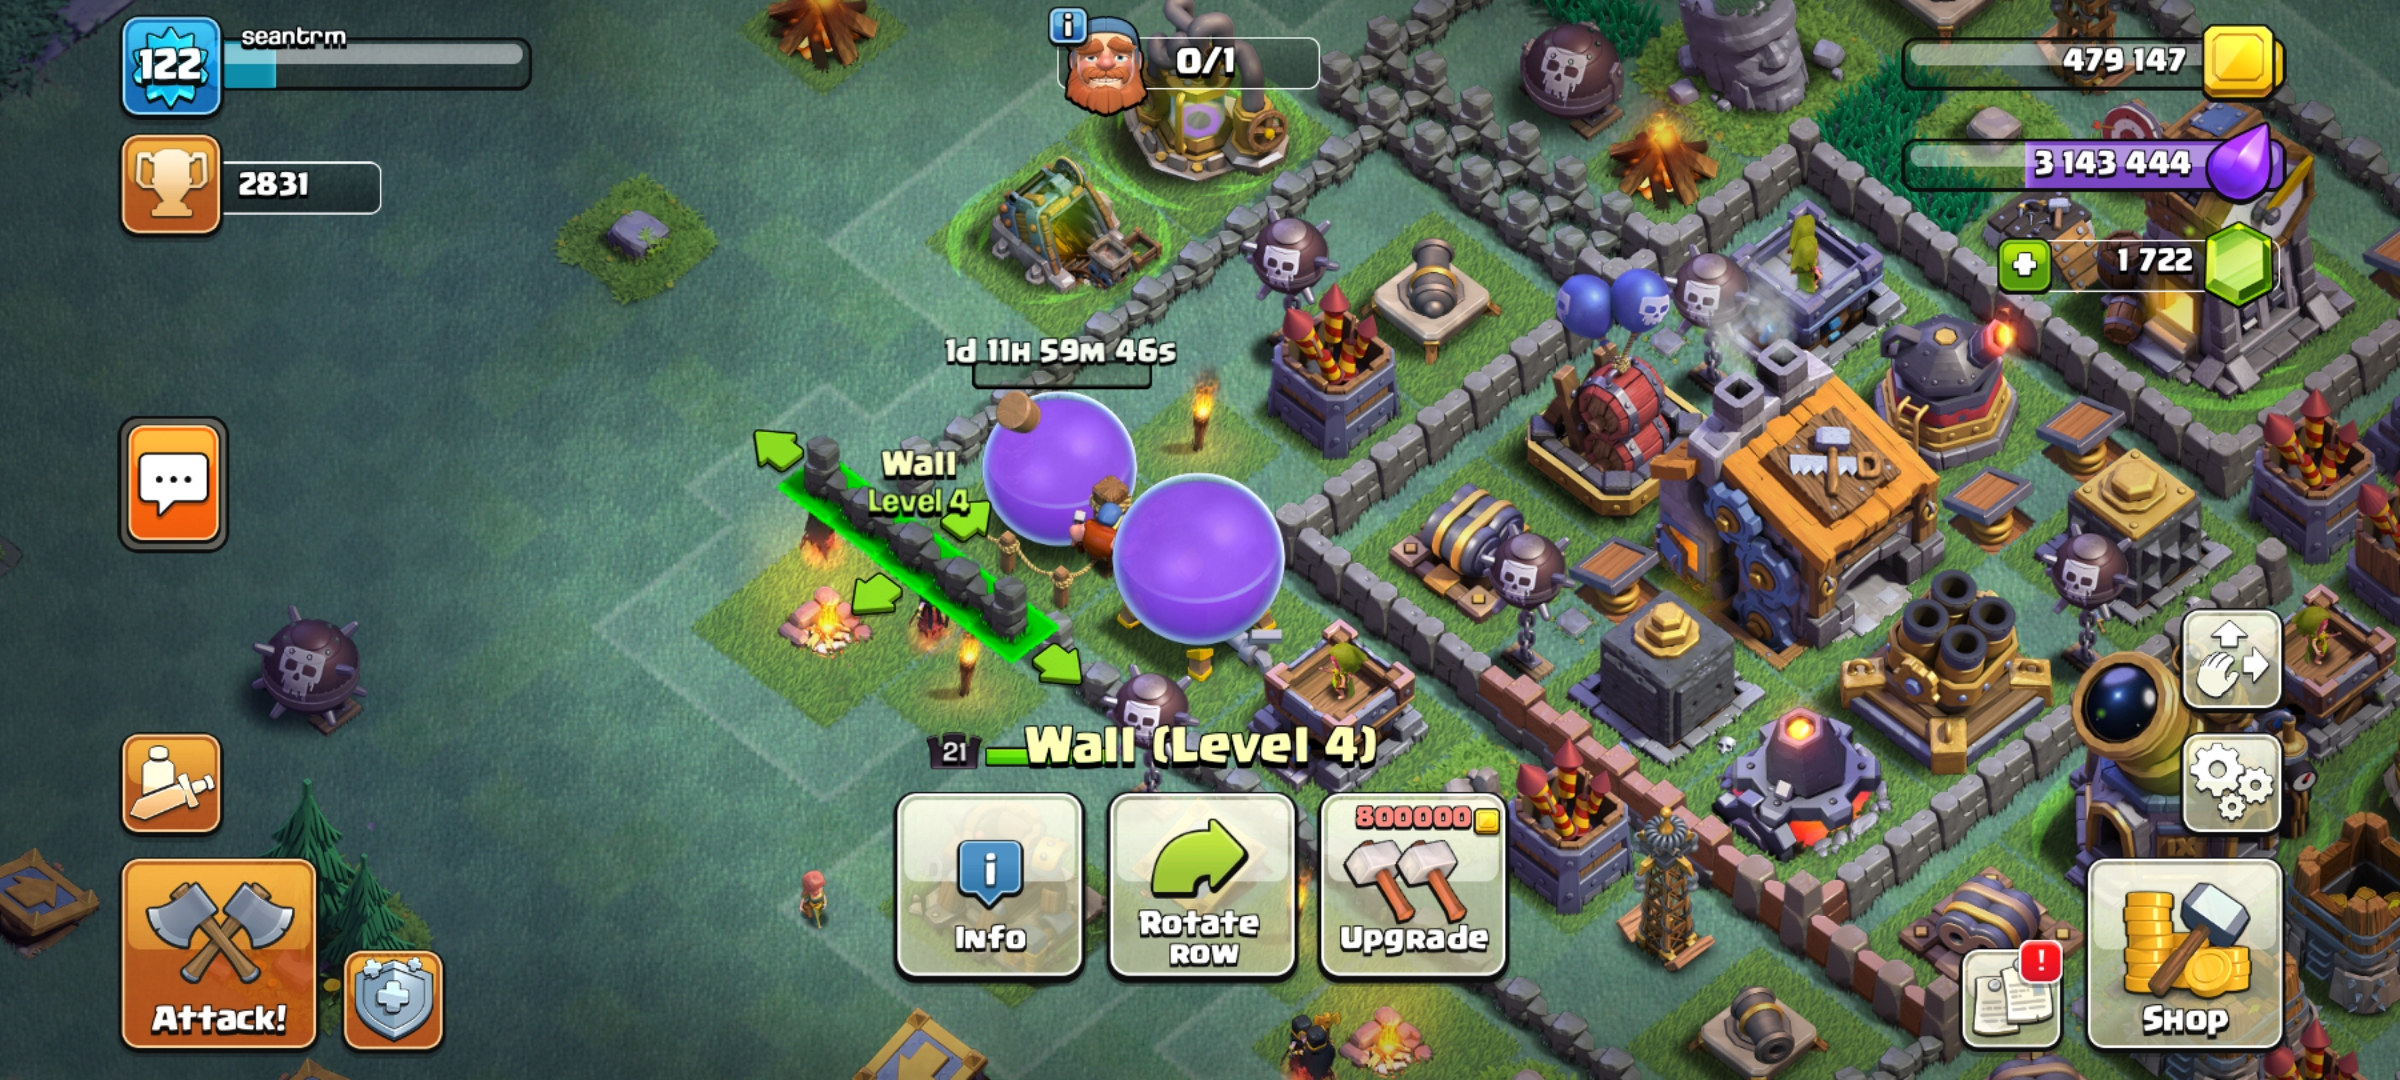 122
seantrm
i
0/1
479 147
2831
3 143 444
1 722
1d 11H 59M 46s
Wall
Level 4
21
Wall (Level 4)
800000
i
Info
Rotate
Row
Upgrade
Attack!
!
Shop